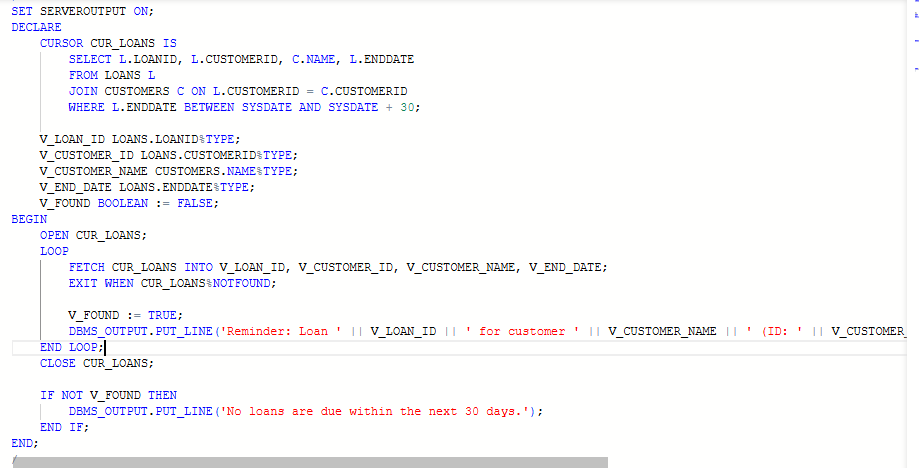 SET SERVEROUTPUT ON;
DECLARE
    CURSOR CUR_LOANS IS
        SELECT L.LOANID, L.CUSTOMERID, C.NAME, L.ENDDATE
        FROM LOANS L
        JOIN CUSTOMERS C ON L.CUSTOMERID = C.CUSTOMERID
        WHERE L.ENDDATE BETWEEN SYSDATE AND SYSDATE + 30;
    V_LOAN_ID LOANS.LOANID%TYPE;
    V_CUSTOMER_ID LOANS.CUSTOMERID%TYPE;
    V_CUSTOMER_NAME CUSTOMERS.NAME%TYPE;
    V_END_DATE LOANS.ENDDATE%TYPE;
    V_FOUND BOOLEAN := FALSE;
BEGIN
    OPEN CUR_LOANS;
    LOOP
        FETCH CUR_LOANS INTO V_LOAN_ID, V_CUSTOMER_ID, V_CUSTOMER_NAME, V_END_DATE;
        EXIT WHEN CUR_LOANS%NOTFOUND;
        V_FOUND := TRUE;
        DBMS_OUTPUT.PUT_LINE('Reminder: Loan ' || V_LOAN_ID || ' for customer ' || V_CUSTOMER_NAME || ' (ID: ' || V_CUSTOMER_
    END LOOP;
    CLOSE CUR_LOANS;
    IF NOT V_FOUND THEN
        DBMS_OUTPUT.PUT_LINE('No loans are due within the next 30 days.');
    END IF;
END;
/